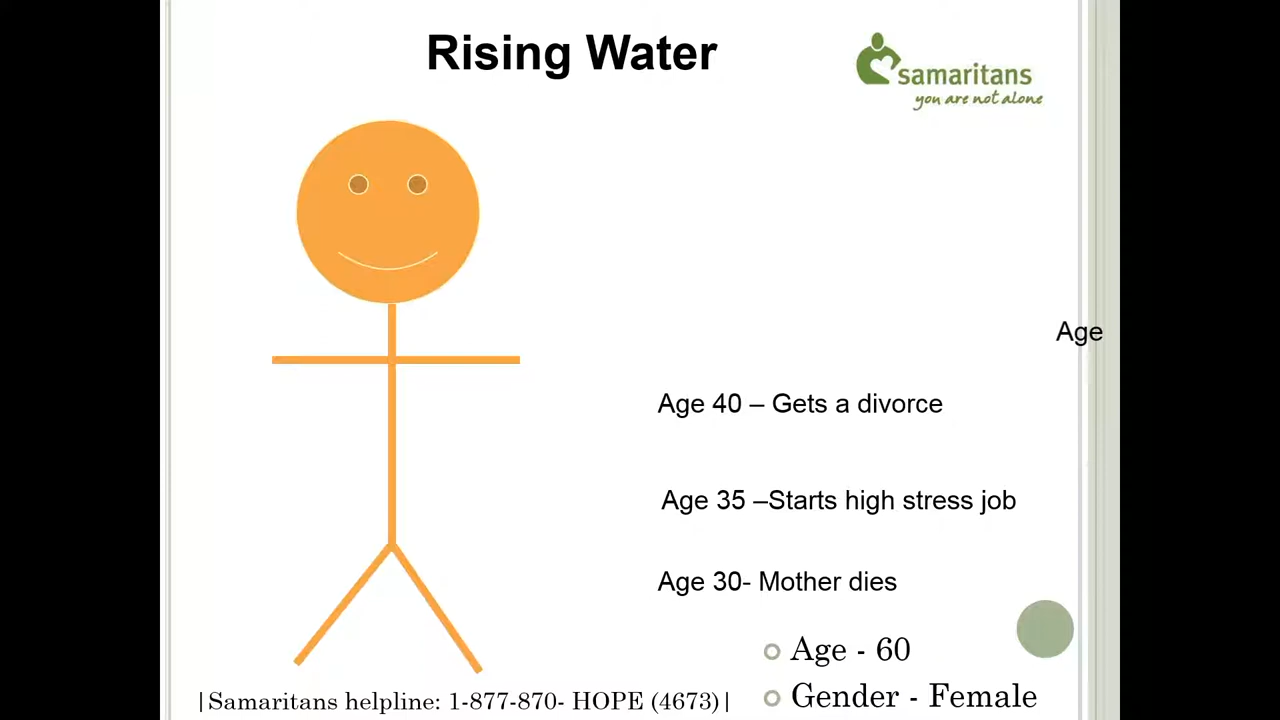 Rising Water
samaritans
you are not alone
Age
Age 40 – Gets a divorce
Age 35 –Starts high stress job
Age 30- Mother dies
Age - 60
Gender - Female
|Samaritans helpline: 1-877-870- HOPE (4673)|